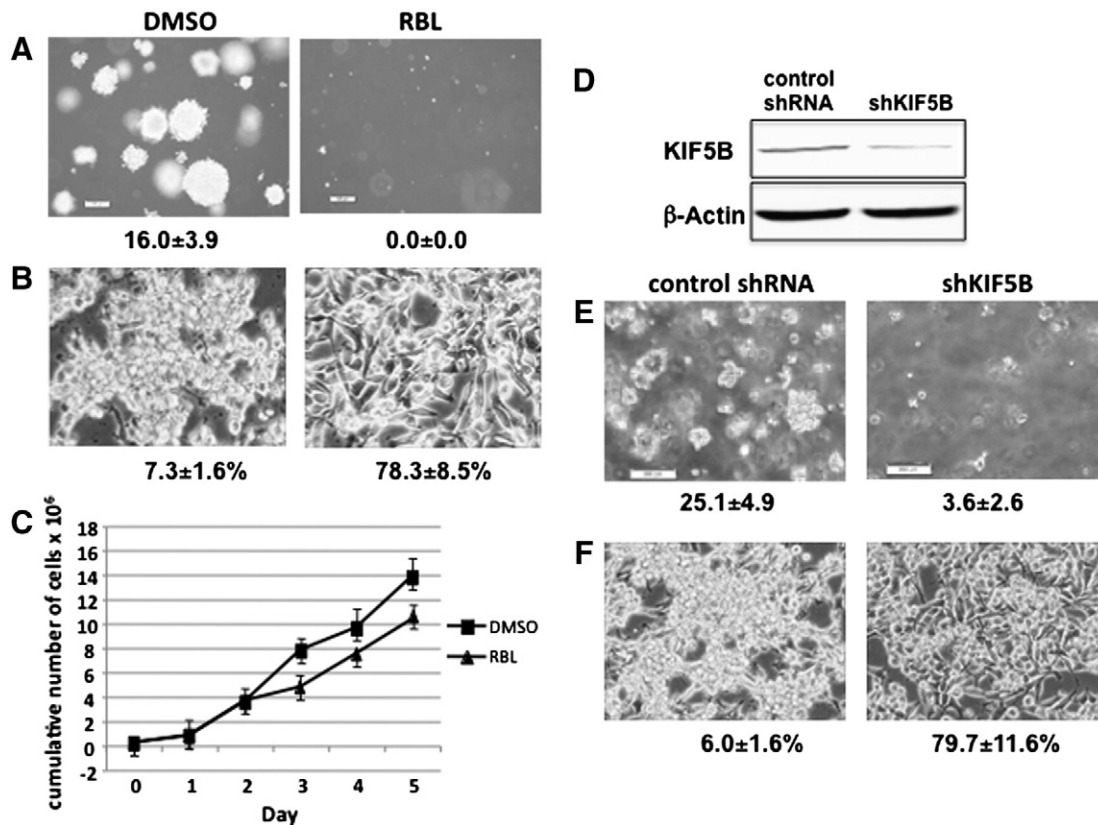 DMSO
RBL
A
16.0±3.9
0.0±0.0
B
7.3±1.6%
78.3±8.5%
C
cumulative number of cells x 10⁶
18
16
14
12
10
8
6
4
2
0
-2
0 1 2 3 4 5
Day
DMSO
RBL
D
control
shRNA
shKIF5B
KIF5B
β-Actin
control shRNA
shKIF5B
E
25.1±4.9
3.6±2.6
F
6.0±1.6%
79.7±11.6%